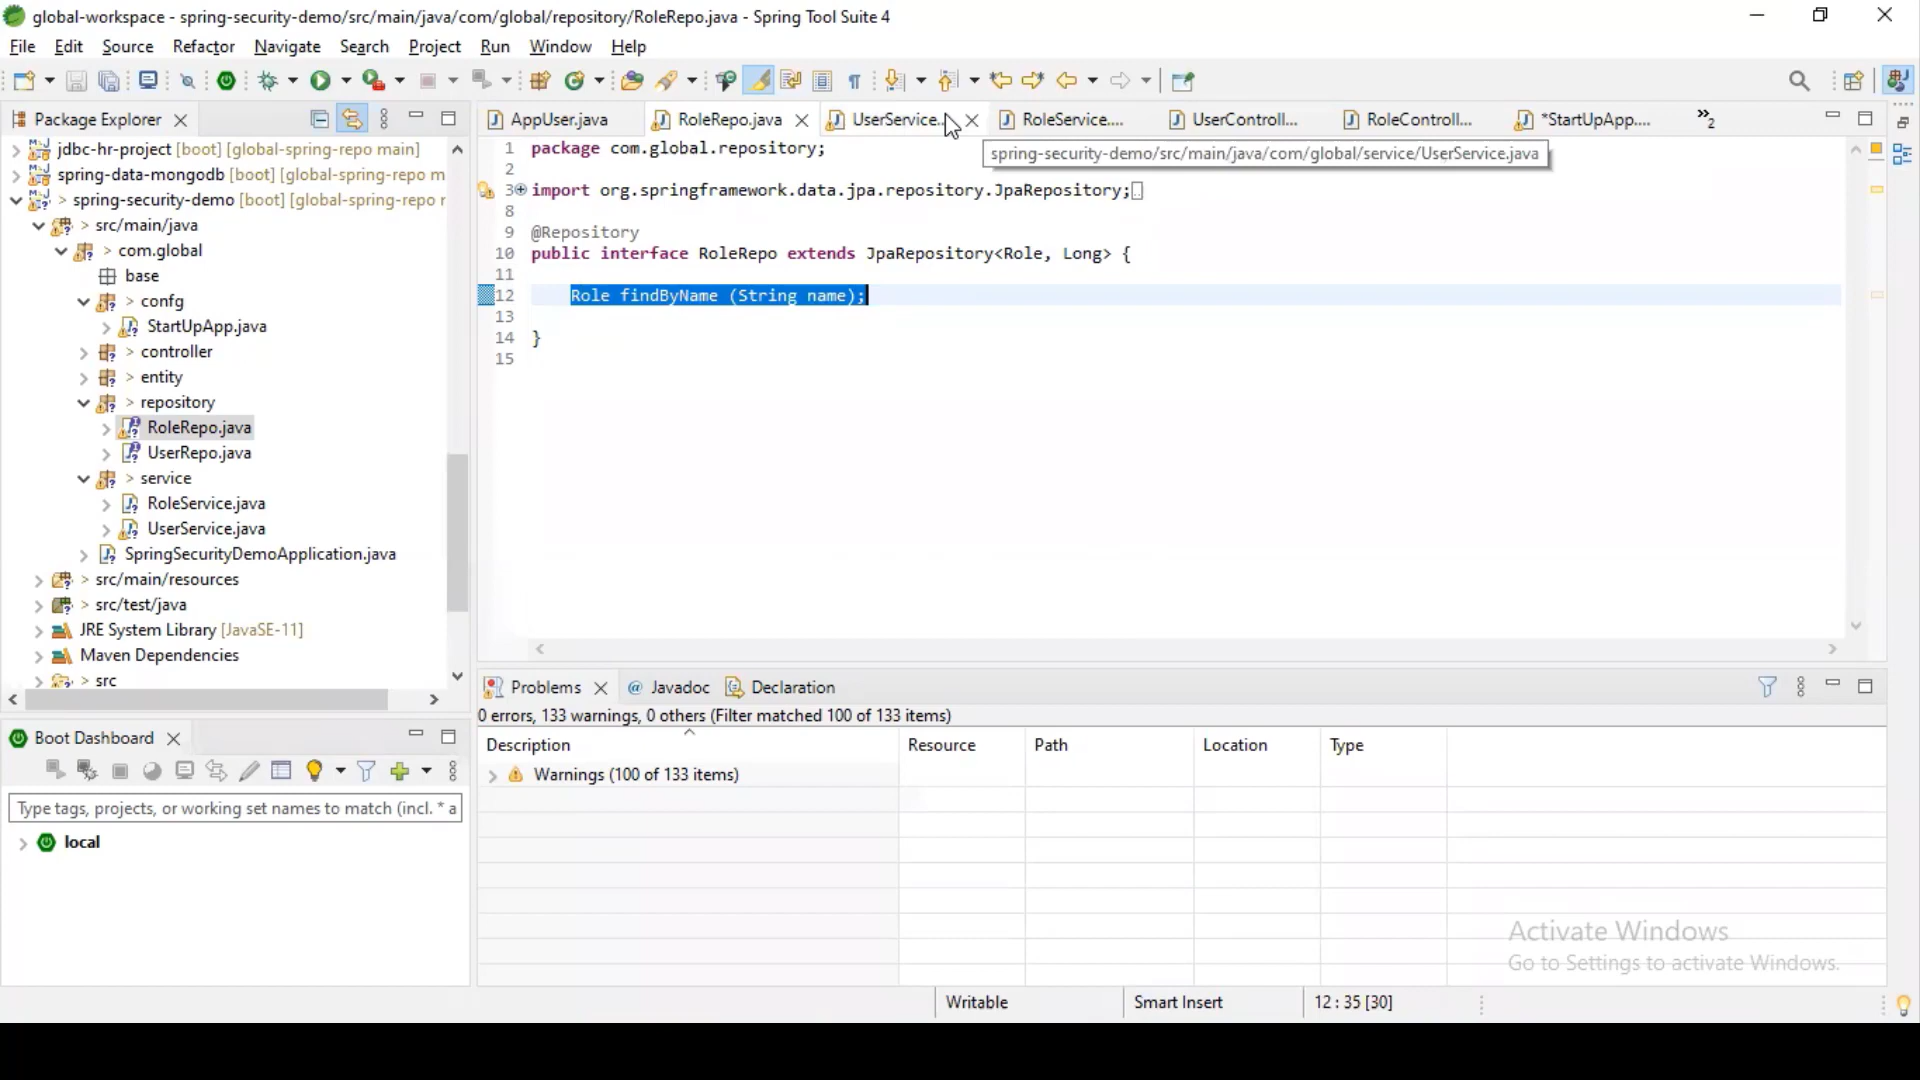 global-workspace - spring-security-demo/src/main/java/com/global/repository/RoleRepo.java - Spring Tool Suite 4
File Edit Source Refactor Navigate Search Project Run Window Help
Package Explorer
jdbc-hr-project [boot] [global-spring-repo main]
spring-data-mongodb [boot] [global-spring-repo m
> spring-security-demo [boot] [global-spring-repo r
> src/main/java
> com.global
base
> confg
StartUpApp.java
> controller
> entity
> repository
RoleRepo.java
UserRepo.java
> service
RoleService.java
UserService.java
SpringSecurityDemoApplication.java
> src/main/resources
> src/test/java
JRE System Library [JavaSE-11]
Maven Dependencies
> src
AppUser.java RoleRepo.java UserService.... RoleService.... UserControll... RoleControll... *StartUpApp.... »2
spring-security-demo/src/main/java/com/global/service/UserService.java
1 package com.global.repository;
2
3 import org.springframework.data.jpa.repository.JpaRepository;
8
9 @Repository
10 public interface RoleRepo extends JpaRepository<Role, Long> {
11
12 Role findByName (String name);
13
14 }
15
Boot Dashboard
Type tags, projects, or working set names to match (incl. * a
local
Problems Javadoc Declaration
0 errors, 133 warnings, 0 others (Filter matched 100 of 133 items)
Description Resource Path Location Type
Warnings (100 of 133 items)
Activate Windows
Go to Settings to activate Windows.
Writable Smart Insert 12 : 35 [30]